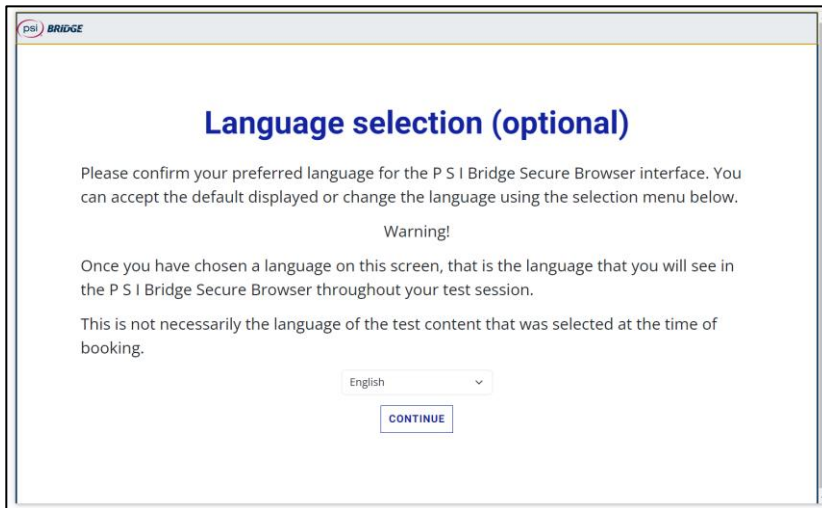 psi BRIDGE
Language selection (optional)
Please confirm your preferred language for the P S I Bridge Secure Browser interface. You
can accept the default displayed or change the language using the selection menu below.
Warning!
Once you have chosen a language on this screen, that is the language that you will see in
the P S I Bridge Secure Browser throughout your test session.
This is not necessarily the language of the test content that was selected at the time of
booking.
English
CONTINUE